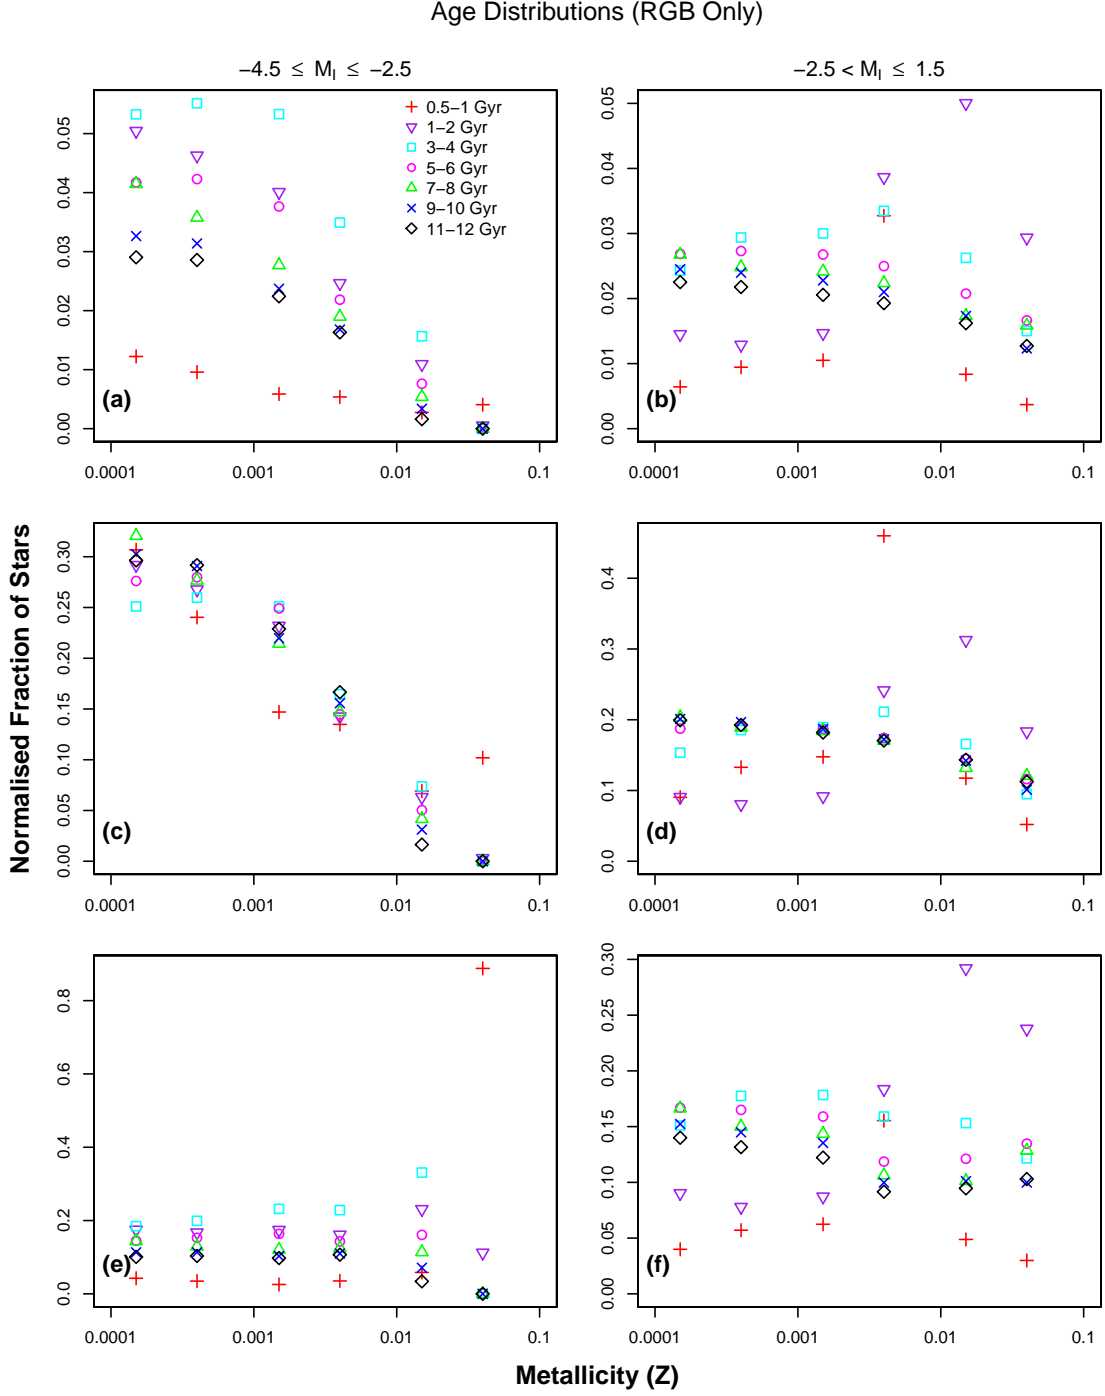 Age Distributions (RGB Only)
−4.5 ≤ M_I ≤ −2.5
−2.5 < M_I ≤ 1.5
0.5−1 Gyr
1−2 Gyr
3−4 Gyr
5−6 Gyr
7−8 Gyr
9−10 Gyr
11−12 Gyr
0.05
0.04
0.03
0.02
0.01
0.00
(a)
0.0001 0.001 0.01 0.1
0.05
0.04
0.03
0.02
0.01
0.00
(b)
0.0001 0.001 0.01 0.1
Normalised Fraction of Stars
0.30
0.25
0.20
0.15
0.10
0.05
0.00
(c)
0.0001 0.001 0.01 0.1
0.4
0.3
0.2
0.1
0.0
(d)
0.0001 0.001 0.01 0.1
0.8
0.6
0.4
0.2
0.0
(e)
0.0001 0.001 0.01 0.1
0.30
0.25
0.20
0.15
0.10
0.05
0.00
(f)
0.0001 0.001 0.01 0.1
Metallicity (Z)